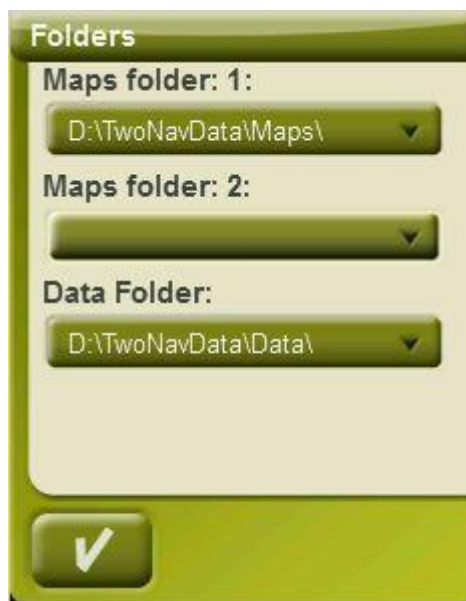 Folders
Maps folder: 1:
D:\TwoNavData\Maps\
Maps folder: 2:
Data Folder:
D:\TwoNavData\Data\